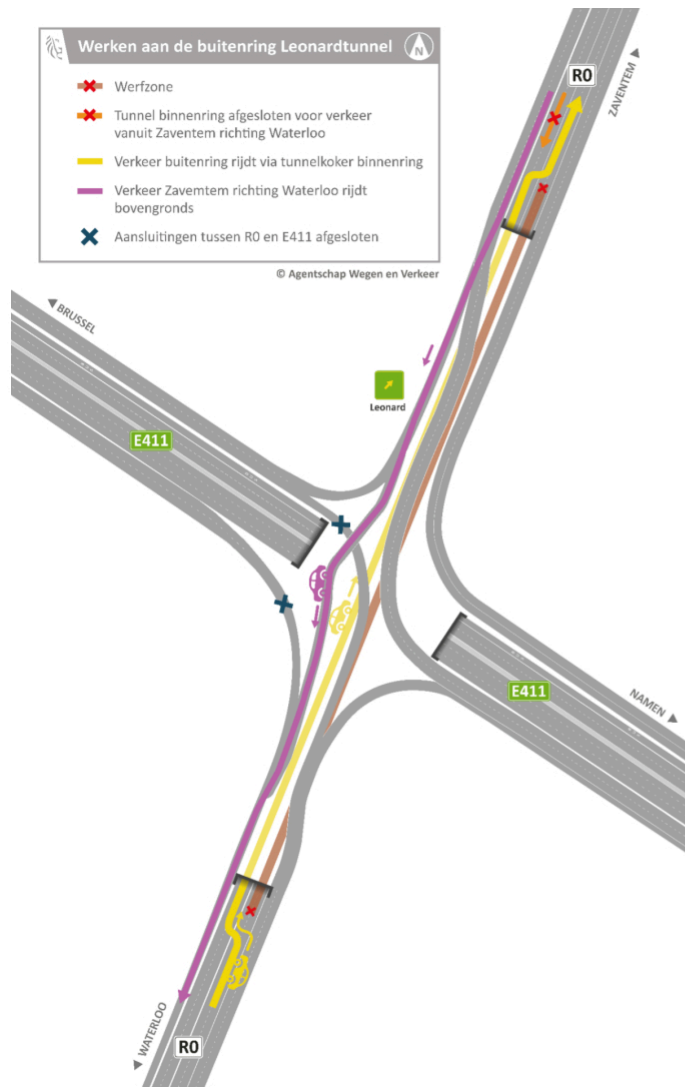 Werken aan de buitenring Leonardtunnel
N
Werfzone
Tunnel binnenring afgesloten voor verkeer
vanuit Zaventem richting Waterloo
Verkeer buitenring rijdt via tunnelkoker binnenring
Verkeer Zavemtem richting Waterloo rijdt
bovengronds
Aansluitingen tussen R0 en E411 afgesloten
© Agentschap Wegen en Verkeer
R0
ZAVENTEM
BRUSSEL
Leonard
E411
E411
NAMEN
WATERLOO
R0